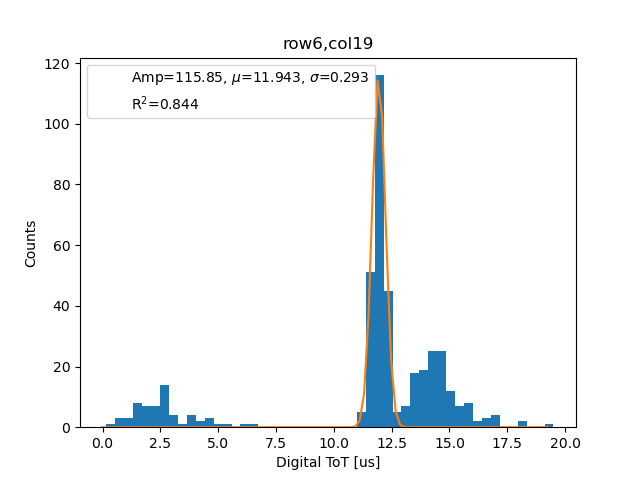 row6,col19
Amp=115.85, μ=11.943, σ=0.293
R²=0.844
120
100
80
60
40
20
0
Counts
0.0 2.5 5.0 7.5 10.0 12.5 15.0 17.5 20.0
Digital ToT [us]